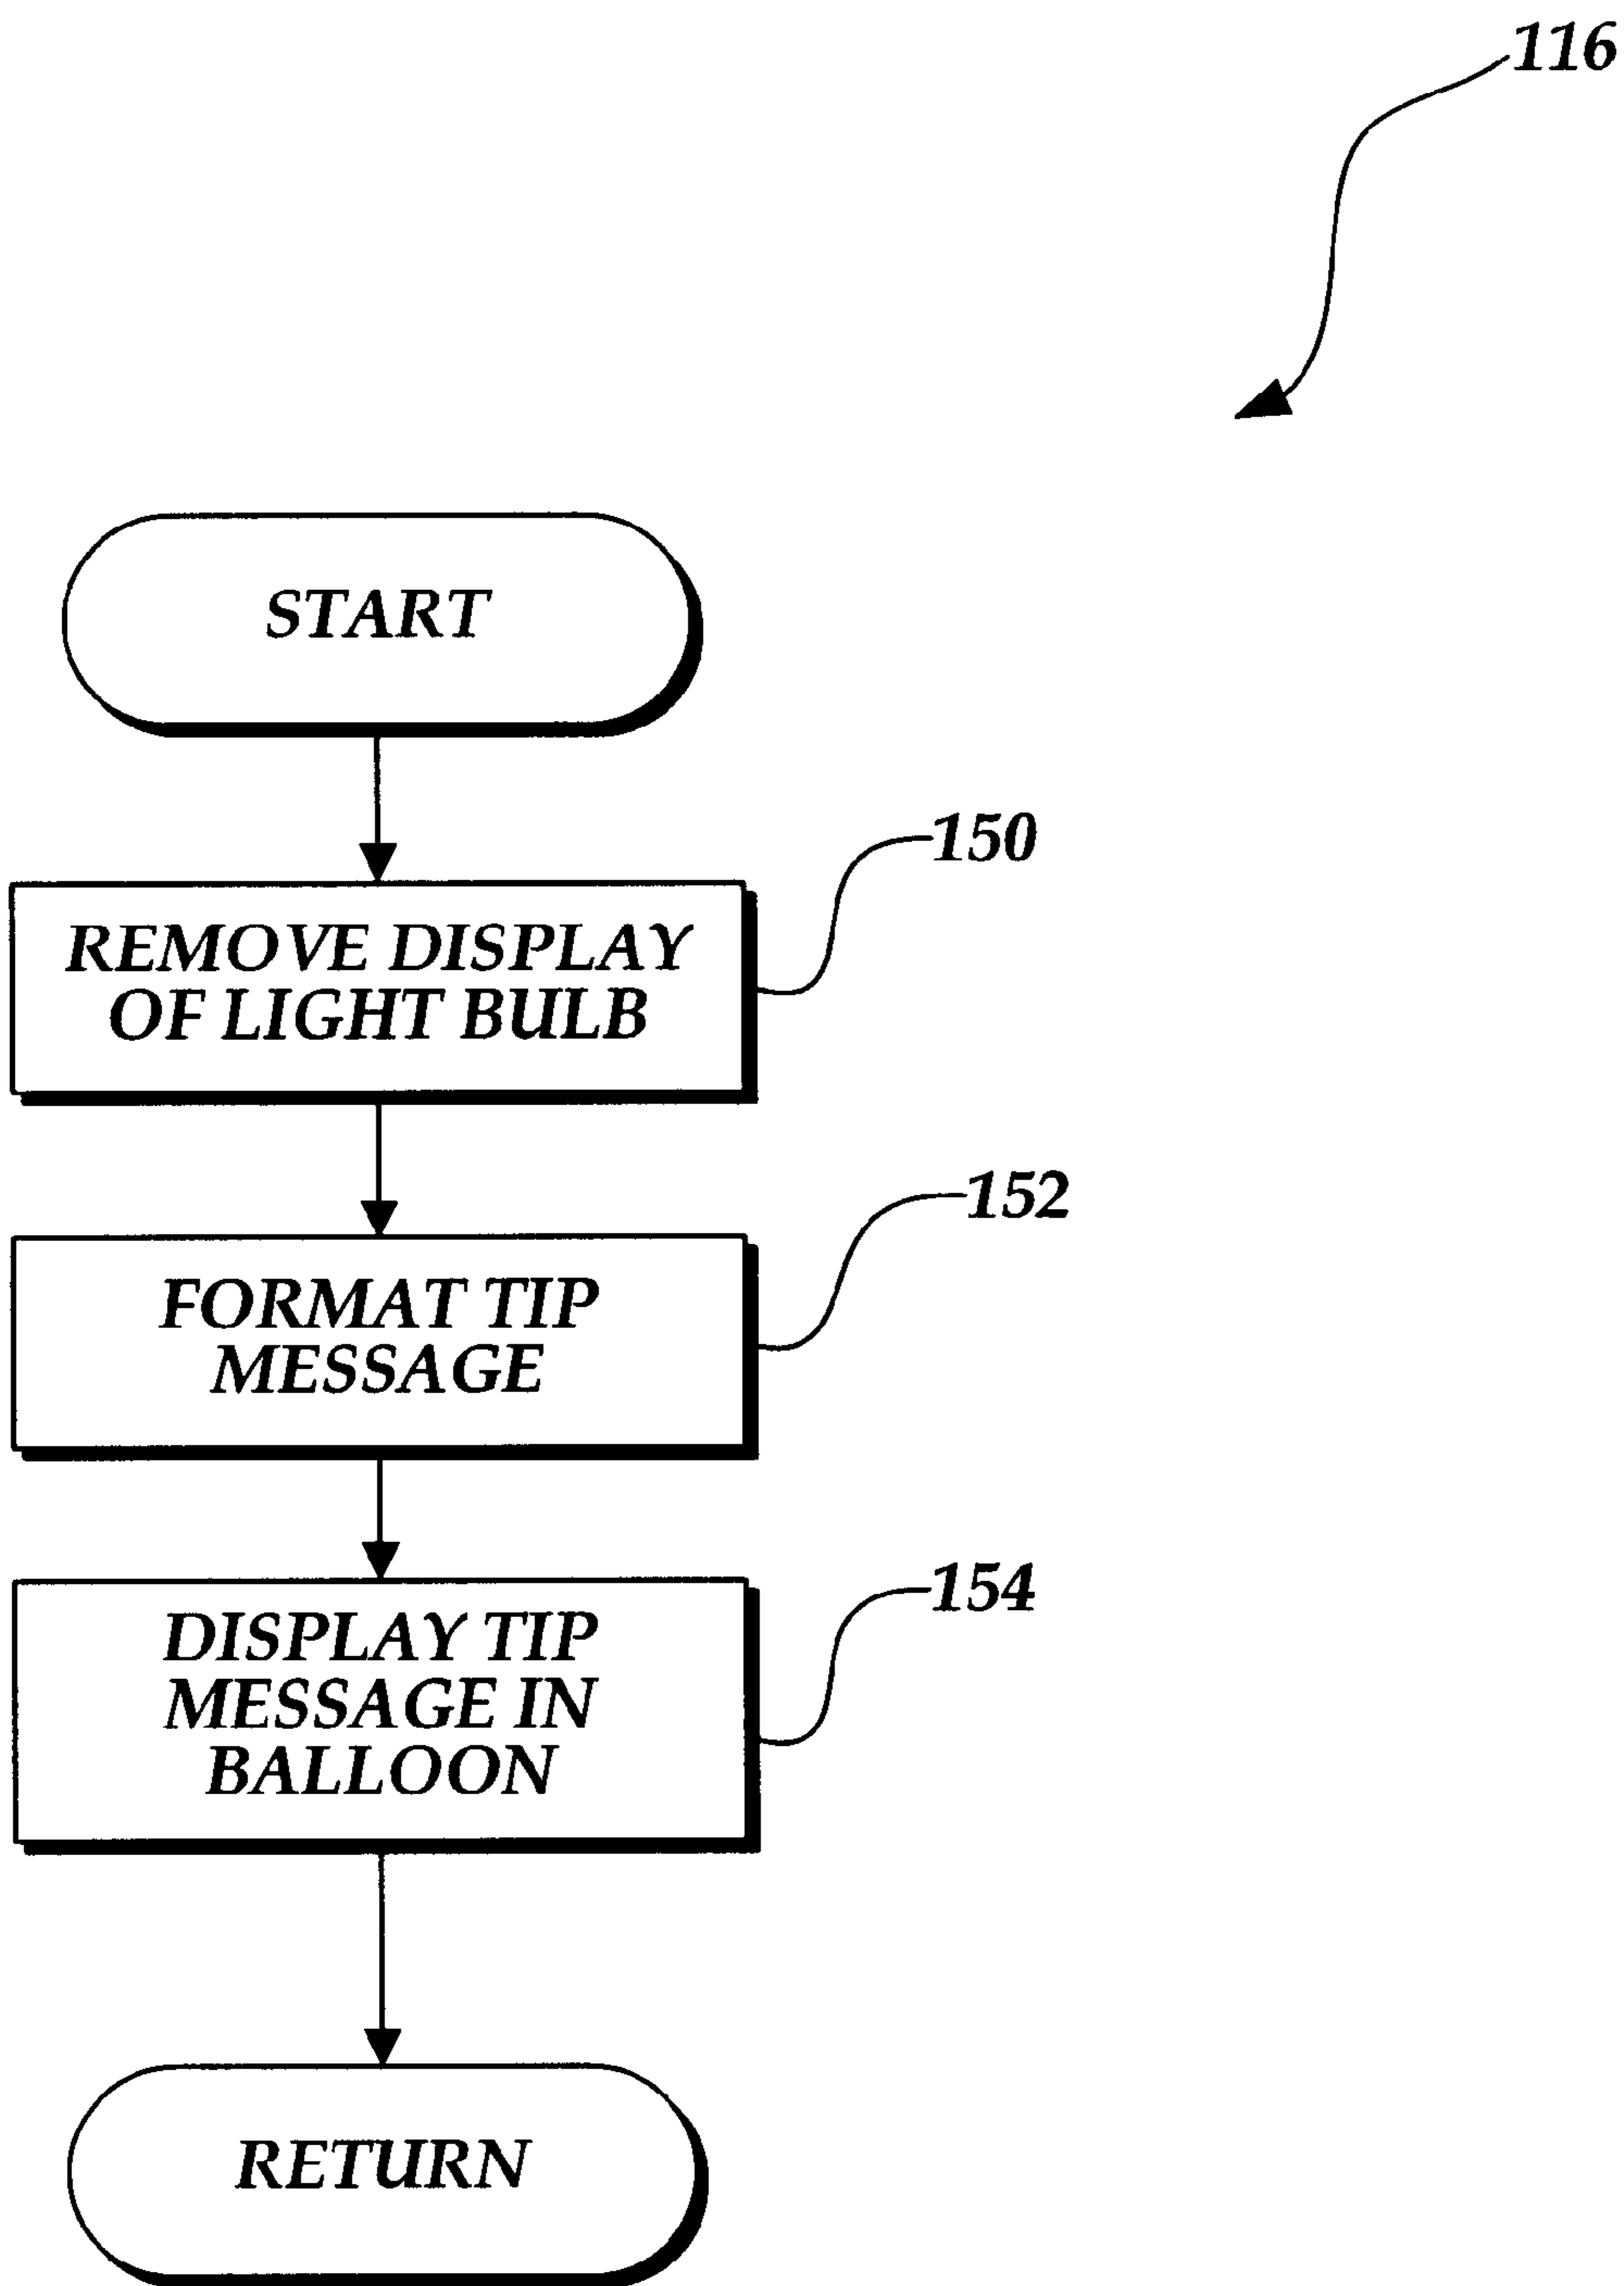 116
START
150
REMOVE DISPLAY
OF LIGHT BULB
152
FORMAT TIP
MESSAGE
154
DISPLAY TIP
MESSAGE IN
BALLOON
RETURN